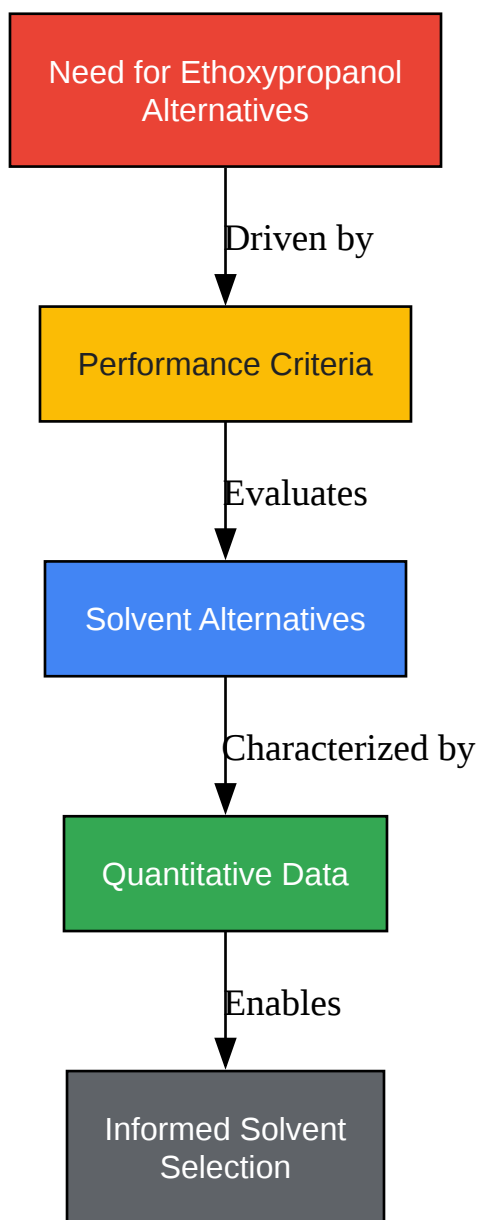 Need for Ethoxypropanol
Alternatives
Driven by
Performance Criteria
Evaluates
Solvent Alternatives
Characterized by
Quantitative Data
Enables
Informed Solvent
Selection